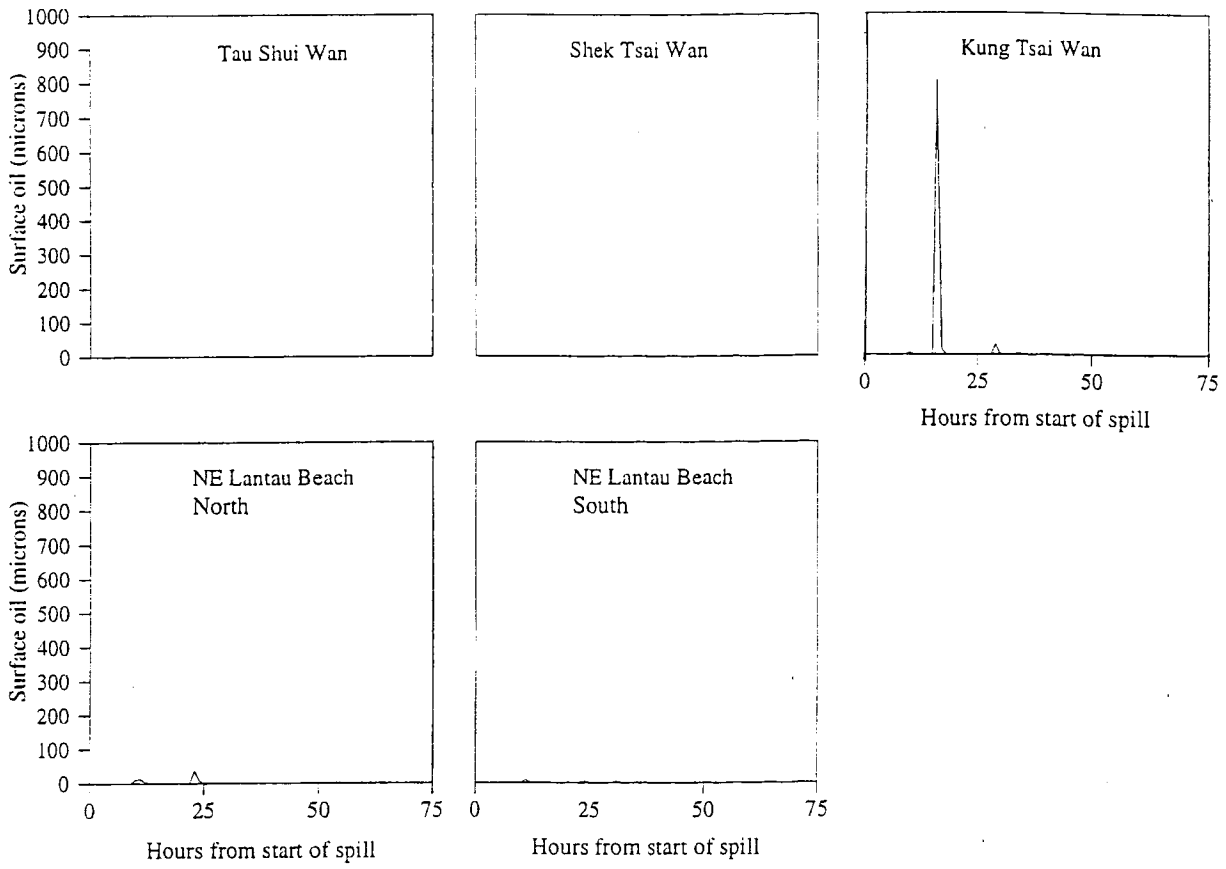 Tau Shui Wan
Surface oil (microns)
1000
900
800
700
600
500
400
300
200
100
0
Shek Tsai Wan
Kung Tsai Wan
0 25 50 75
Hours from start of spill
NE Lantau Beach
North
Surface oil (microns)
1000
900
800
700
600
500
400
300
200
100
0
0 25 50 75
Hours from start of spill
NE Lantau Beach
South
0 25 50 75
Hours from start of spill